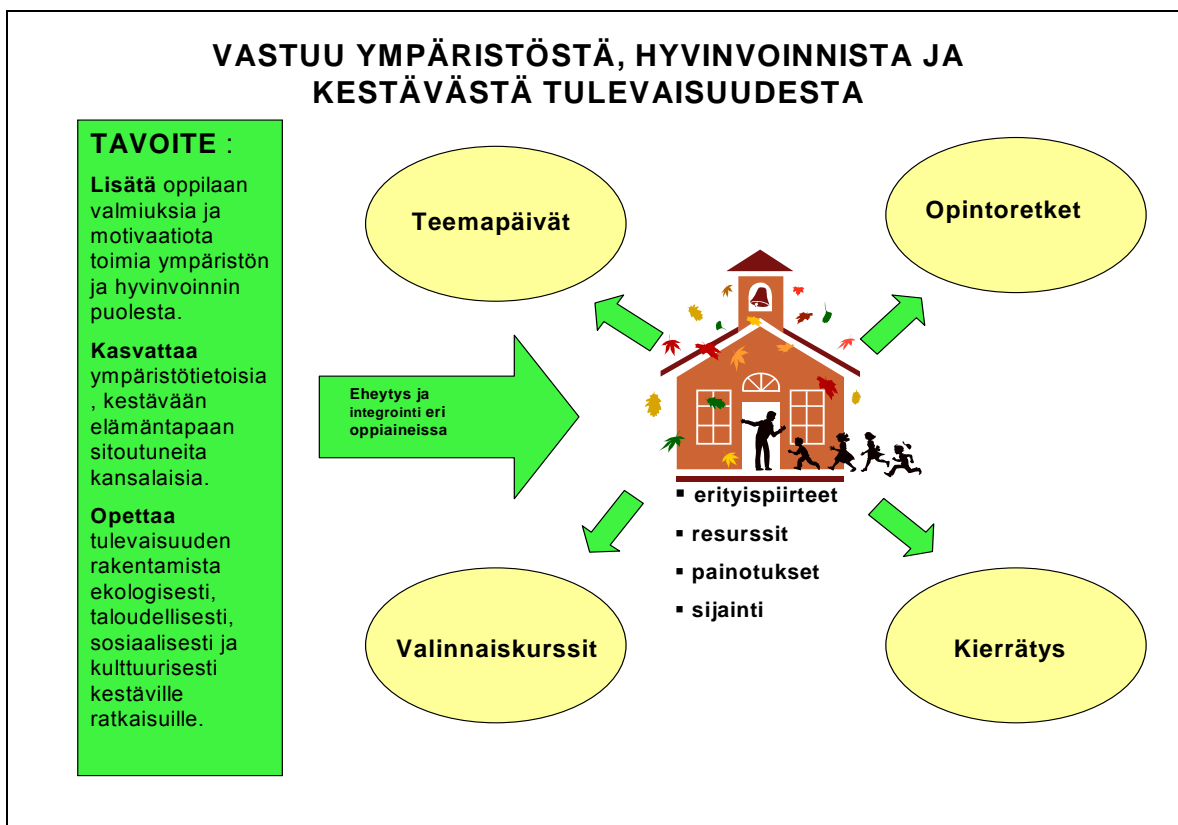 VASTUU YMPÄRISTÖSTÄ, HYVINVOINNISTA JA
KESTÄVÄSTÄ TULEVAISUUDESTA
TAVOITE :
Lisätä oppilaan
valmiuksia ja
motivaatiota
toimia ympäristön
ja hyvinvoinnin
puolesta.
Kasvattaa
ympäristötietoisia
, kestävään
elämäntapaan
sitoutuneita
kansalaisia.
Opettaa
tulevaisuuden
rakentamista
ekologisesti,
taloudellisesti,
sosiaalisesti ja
kulttuurisesti
kestäville
ratkaisuille.
Eheytys ja
integrointi eri
oppiaineissa
Teemapäivät
Opintoretket
▪ erityispiirteet
▪ resurssit
▪ painotukset
▪ sijainti
Valinnaiskurssit
Kierrätys